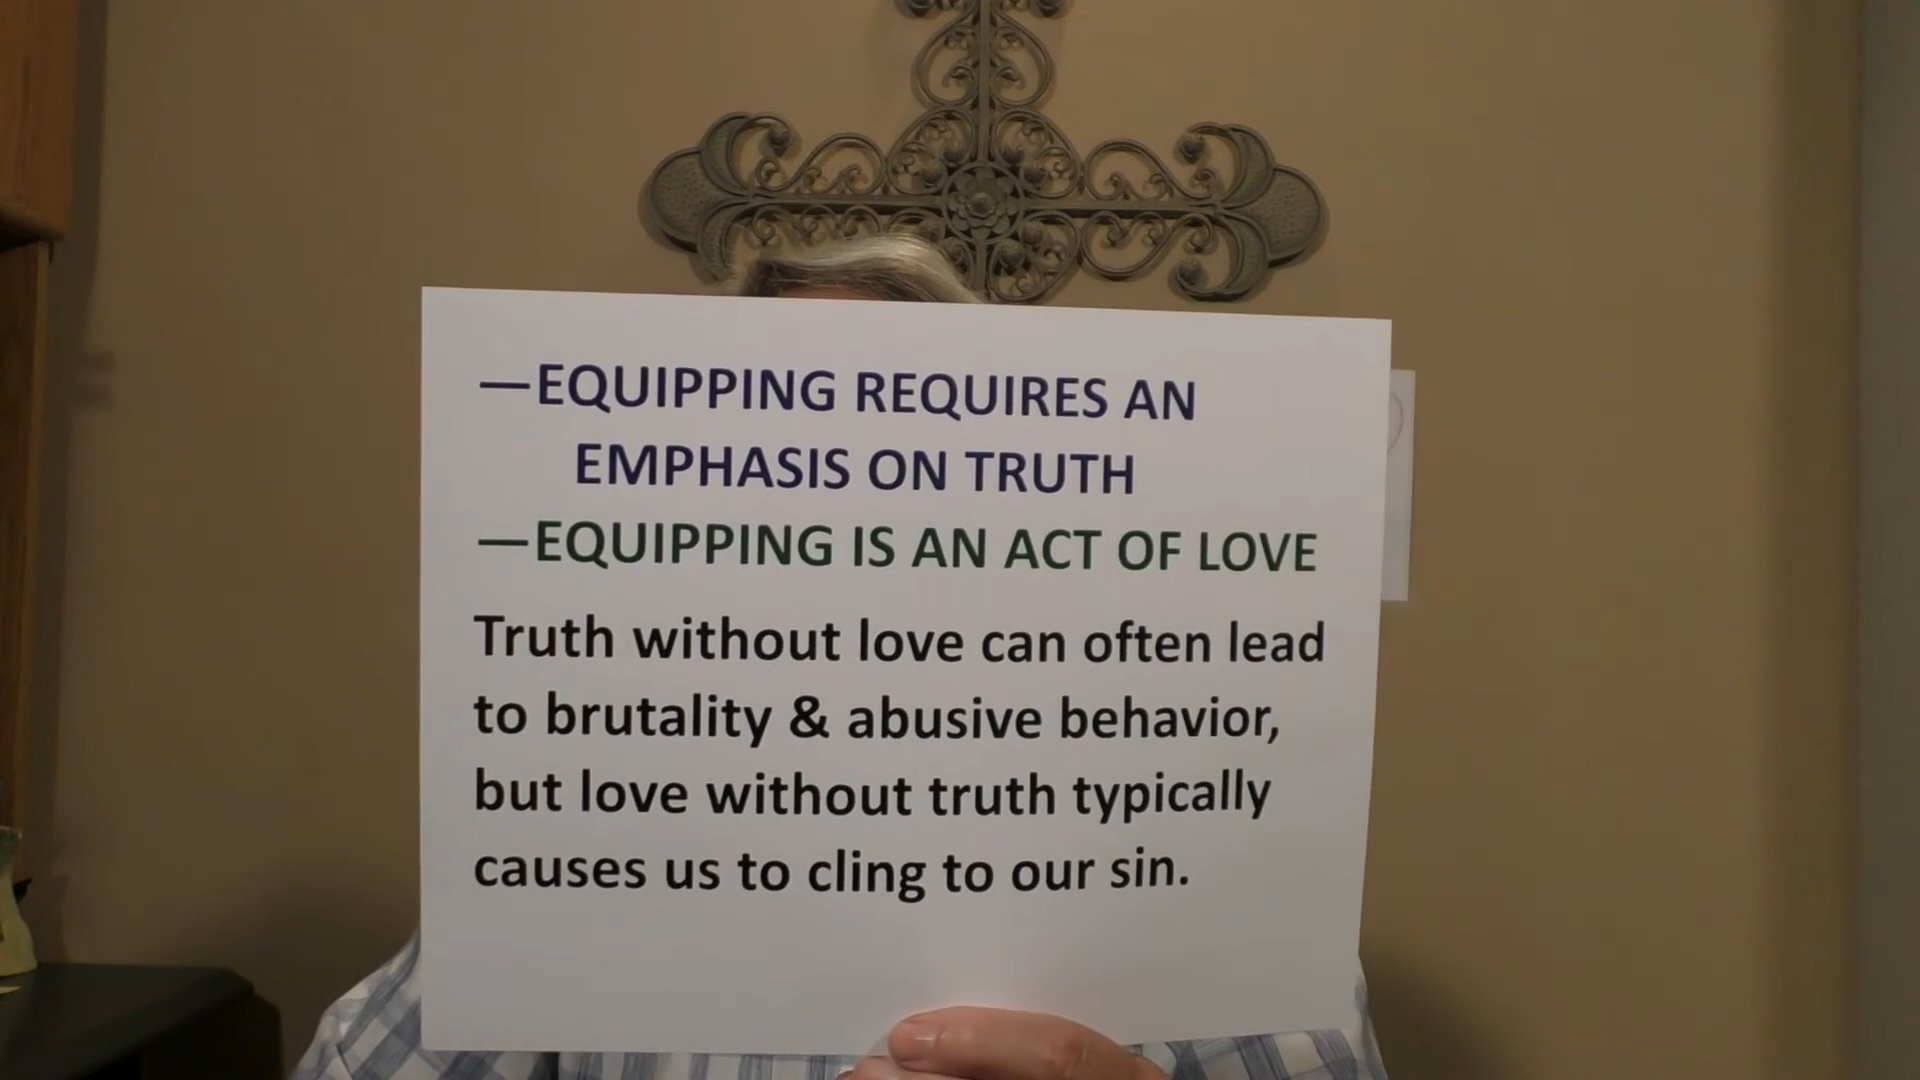 —EQUIPPING REQUIRES AN
EMPHASIS ON TRUTH
—EQUIPPING IS AN ACT OF LOVE
Truth without love can often lead
to brutality & abusive behavior,
but love without truth typically
causes us to cling to our sin.